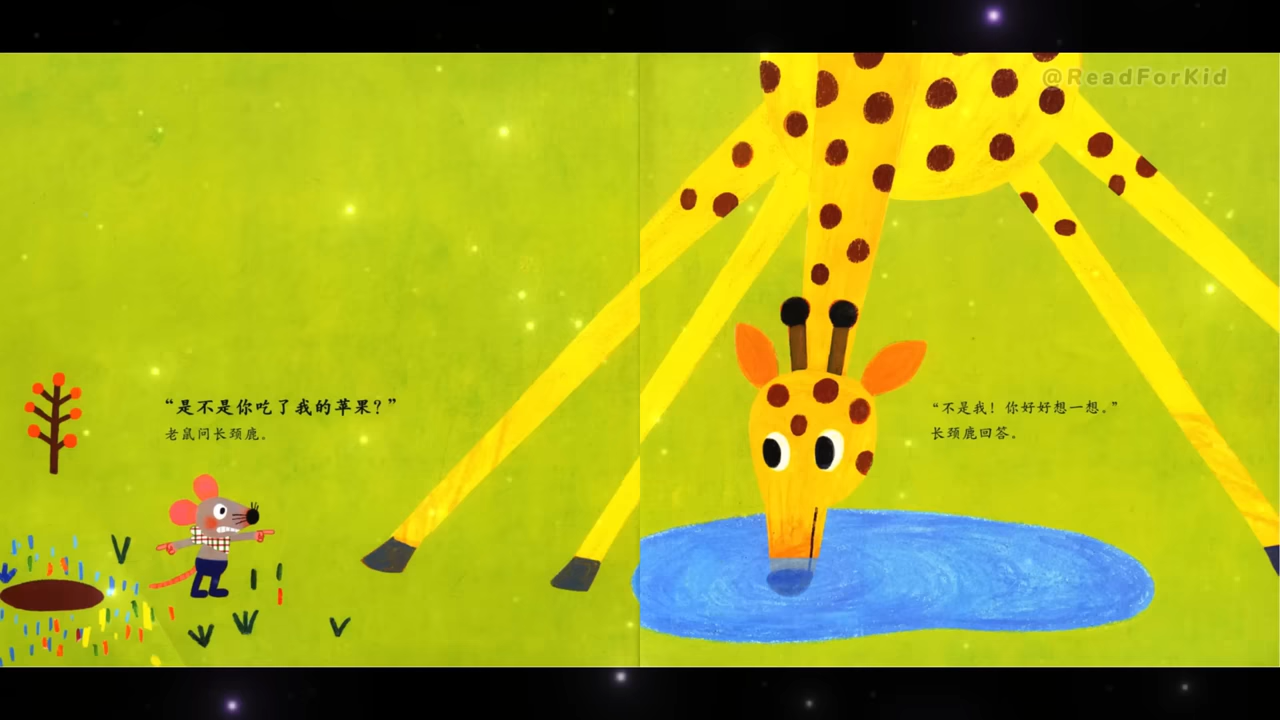 @ReadForKid
“是不是你吃了我的苹果？”
老鼠问长颈鹿。
“不是我！你好好想一想。”
长颈鹿回答。